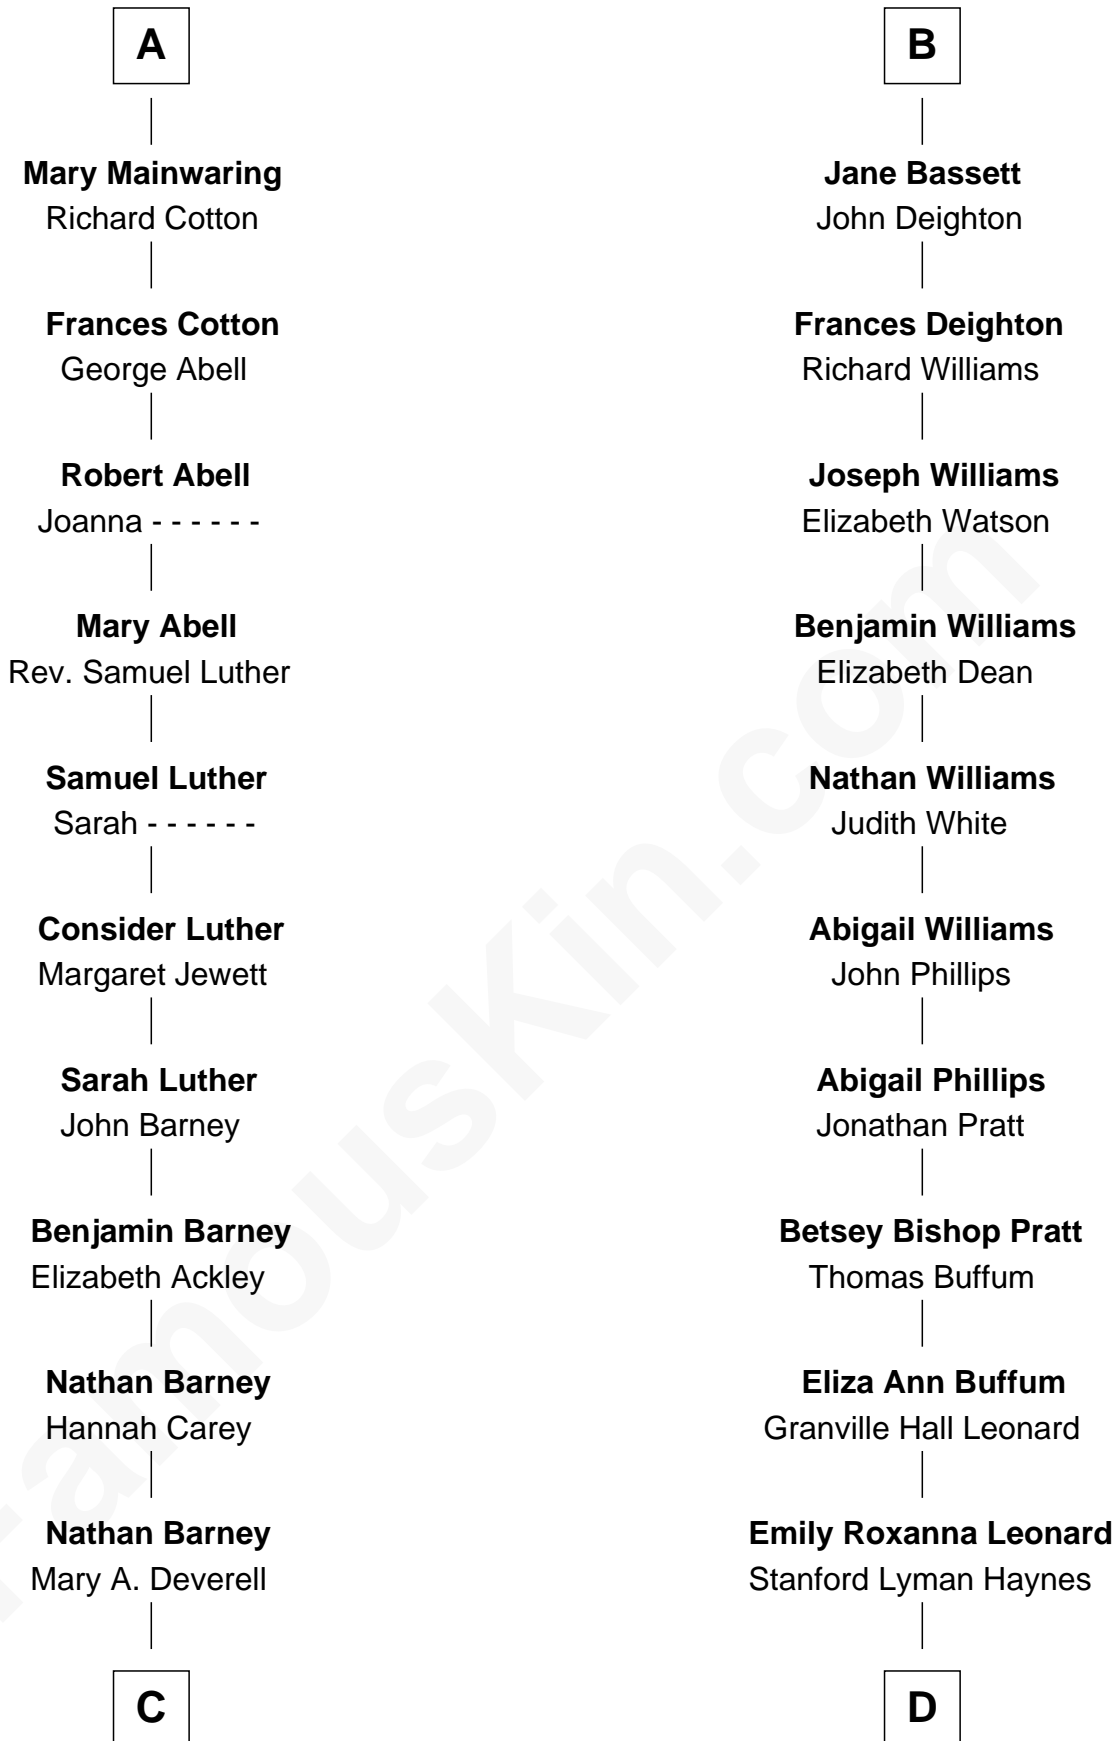 A
Mary Mainwaring
Richard Cotton
Frances Cotton
George Abell
Robert Abell
Joanna - - - - - -
Mary Abell
Rev. Samuel Luther
Samuel Luther
Sarah - - - - - -
Consider Luther
Margaret Jewett
Sarah Luther
John Barney
Benjamin Barney
Elizabeth Ackley
Nathan Barney
Hannah Carey
Nathan Barney
Mary A. Deverell
C
B
Jane Bassett
John Deighton
Frances Deighton
Richard Williams
Joseph Williams
Elizabeth Watson
Benjamin Williams
Elizabeth Dean
Nathan Williams
Judith White
Abigail Williams
John Phillips
Abigail Phillips
Jonathan Pratt
Betsey Bishop Pratt
Thomas Buffum
Eliza Ann Buffum
Granville Hall Leonard
Emily Roxanna Leonard
Stanford Lyman Haynes
D
FamousKin.com